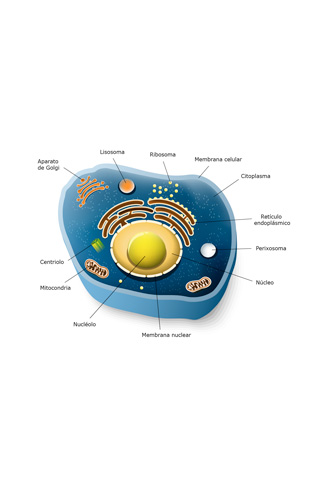 Lisosoma
Ribosoma
Membrana celular
Aparato
de Golgi
Citoplasma
Retículo
endoplásmico
Perixosoma
Centriolo
Núcleo
Mitocondria
Nucléolo
Membrana nuclear